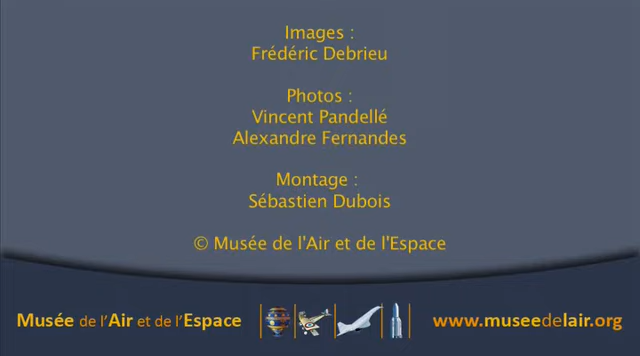 Images :
Frédéric Debrieu
Photos :
Vincent Pandellé
Alexandre Fernandes
Montage :
Sébastien Dubois
© Musée de l'Air et de l'Espace
Musée de l'Air et de l'Espace
www.museedelair.org